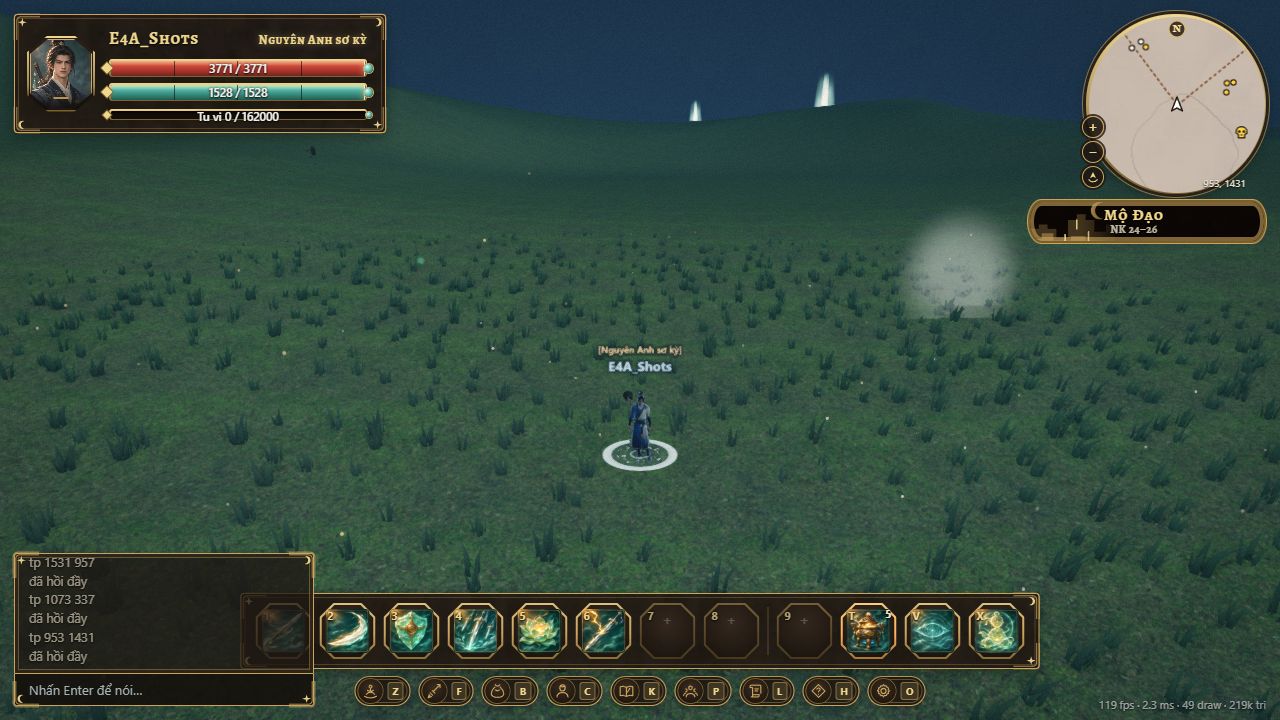 E4A_Shots
Nguyên Anh sơ kỳ
3771 / 3771
1528 / 1528
Tu vi 0 / 162000
N
+
−
953, 1431
Mộ Đạo
NK 24–26
[Nguyên Anh sơ kỳ]
E4A_Shots
tp 1531 957
đã hồi đầy
tp 1073 337
đã hồi đầy
tp 953 1431
đã hồi đầy
Nhấn Enter để nói...
1 2 3 4 5 6 7 8 9 T 5 V X
Z F B C K P L H O
119 fps · 2.3 ms · 49 draw · 219k tri